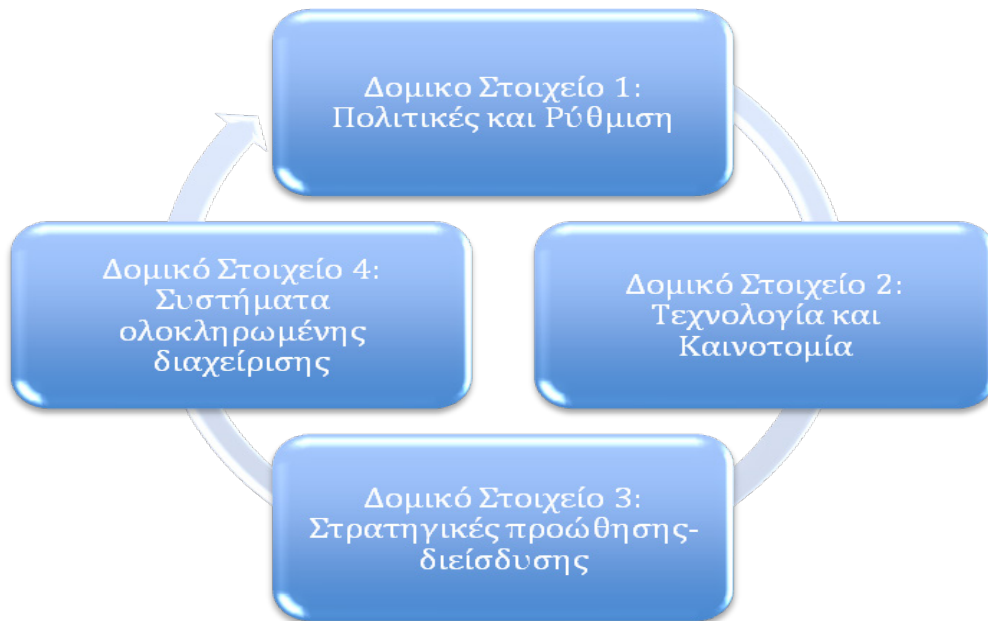 Δομικο Στοιχείο 1:
Πολιτικές και Ρύθμιση
Δομικό Στοιχείο 2:
Τεχνολογία και
Καινοτομία
Δομικό Στοιχείο 3:
Στρατηγικές προώθησης-
διείσδυσης
Δομικό Στοιχείο 4:
Συστήματα
ολοκληρωμένης
διαχείρισης